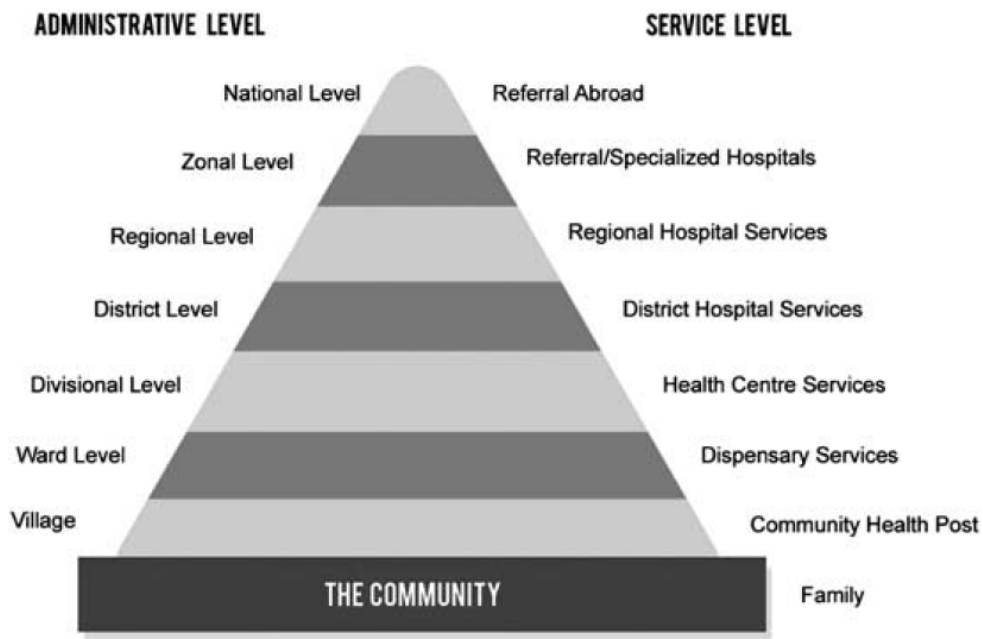 ADMINISTRATIVE LEVEL SERVICE LEVEL
National Level Referral Abroad
Zonal Level Referral/Specialized Hospitals
Regional Level Regional Hospital Services
District Level District Hospital Services
Divisional Level Health Centre Services
Ward Level Dispensary Services
Village Community Health Post
THE COMMUNITY Family